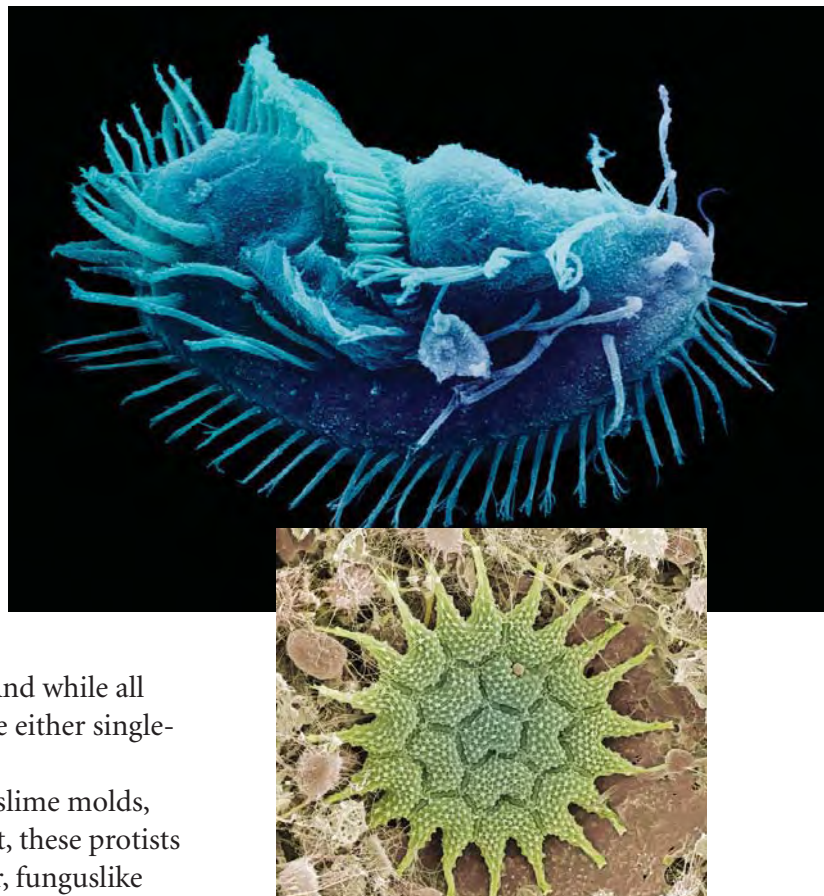 nd while all
e either single-
slime molds,
t, these protists
r, funguslike